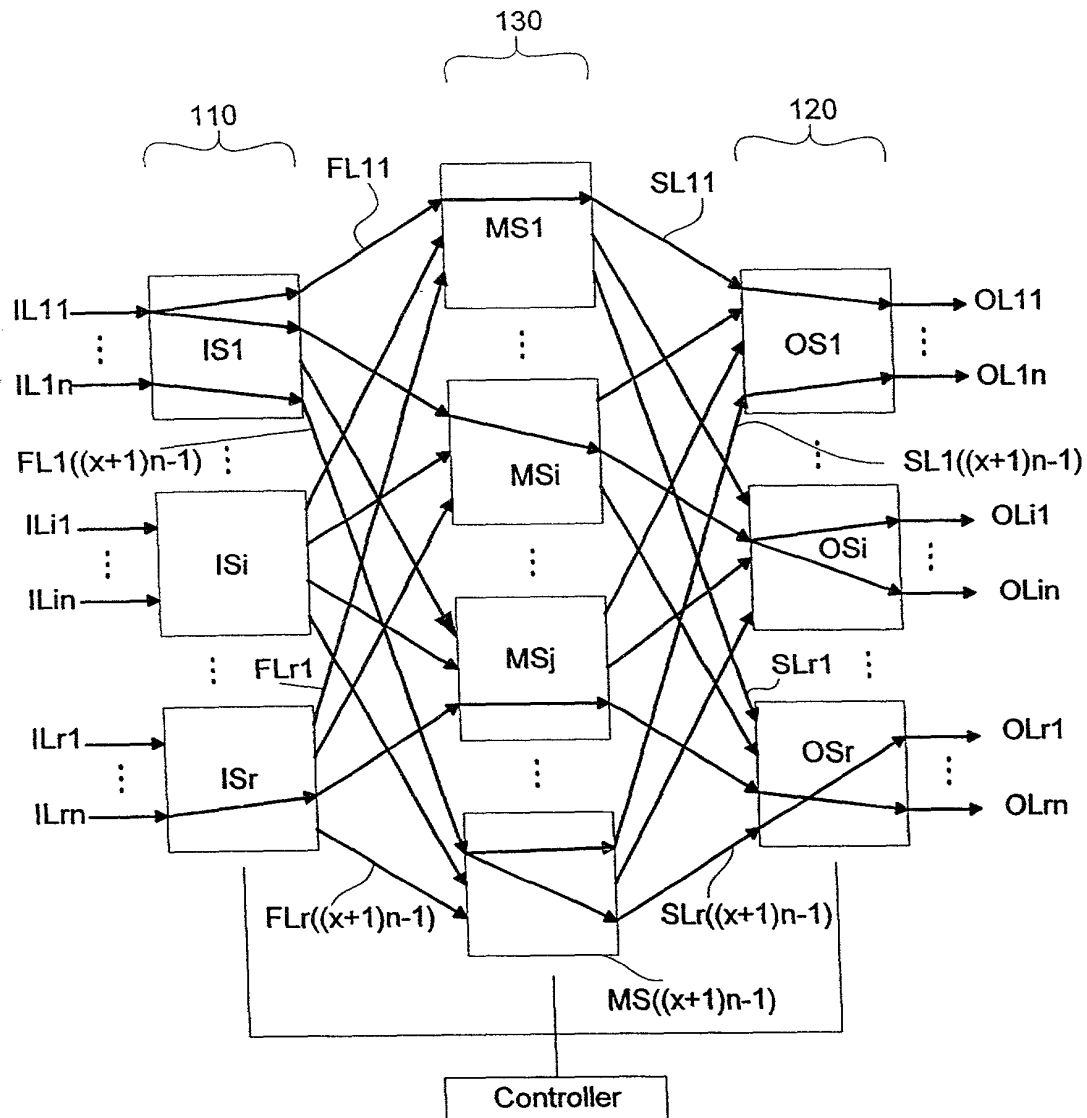 130
110
120
FL11
SL11
MS1
IL11
OL11
IS1
OS1
IL1n
OL1n
FL1((x+1)n-1)
SL1((x+1)n-1)
MSi
ILi1
OLi1
ISi
OSi
ILin
OLin
MSj
FLr1
SLr1
ILr1
OLr1
ISr
OSr
ILrn
OLrn
FLr((x+1)n-1)
SLr((x+1)n-1)
MS((x+1)n-1)
Controller